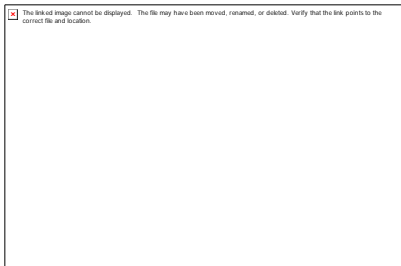 The linked image cannot be displayed. The file may have been moved, renamed, or deleted. Verify that the link points to the
correct file and location.